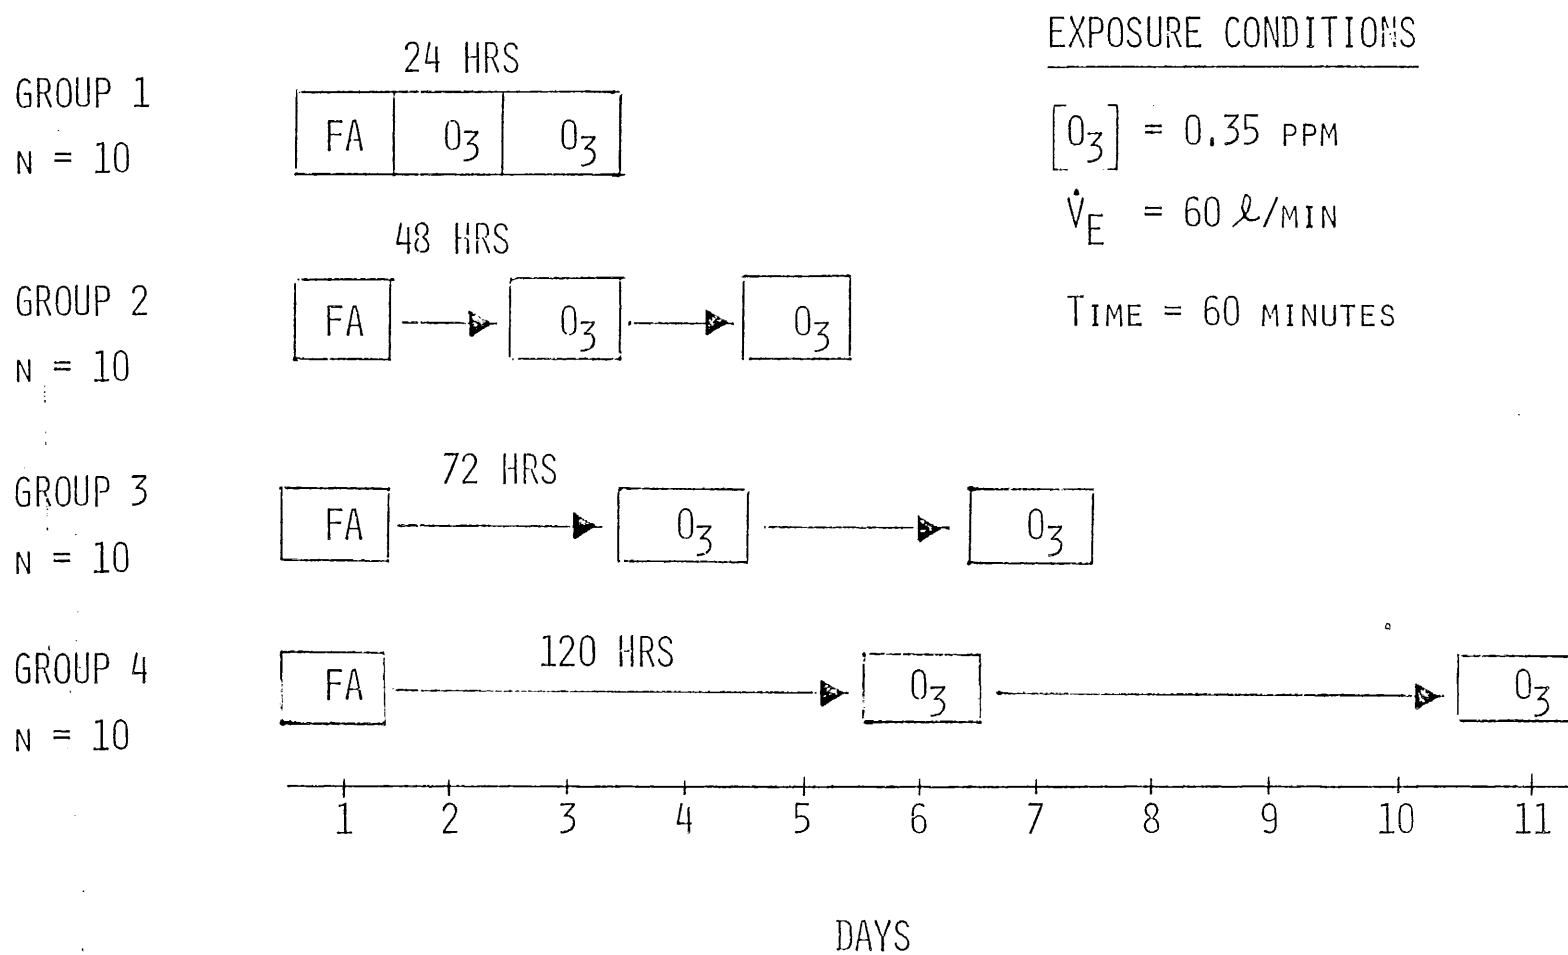 EXPOSURE CONDITIONS
[O₃] = 0.35 PPM
V̇E = 60 ℓ/MIN
TIME = 60 MINUTES
GROUP 1
N = 10
24 HRS
FA O₃ O₃
GROUP 2
N = 10
48 HRS
FA O₃ O₃
GROUP 3
N = 10
72 HRS
FA O₃ O₃
GROUP 4
N = 10
120 HRS
FA O₃ O₃
1 2 3 4 5 6 7 8 9 10 11
DAYS